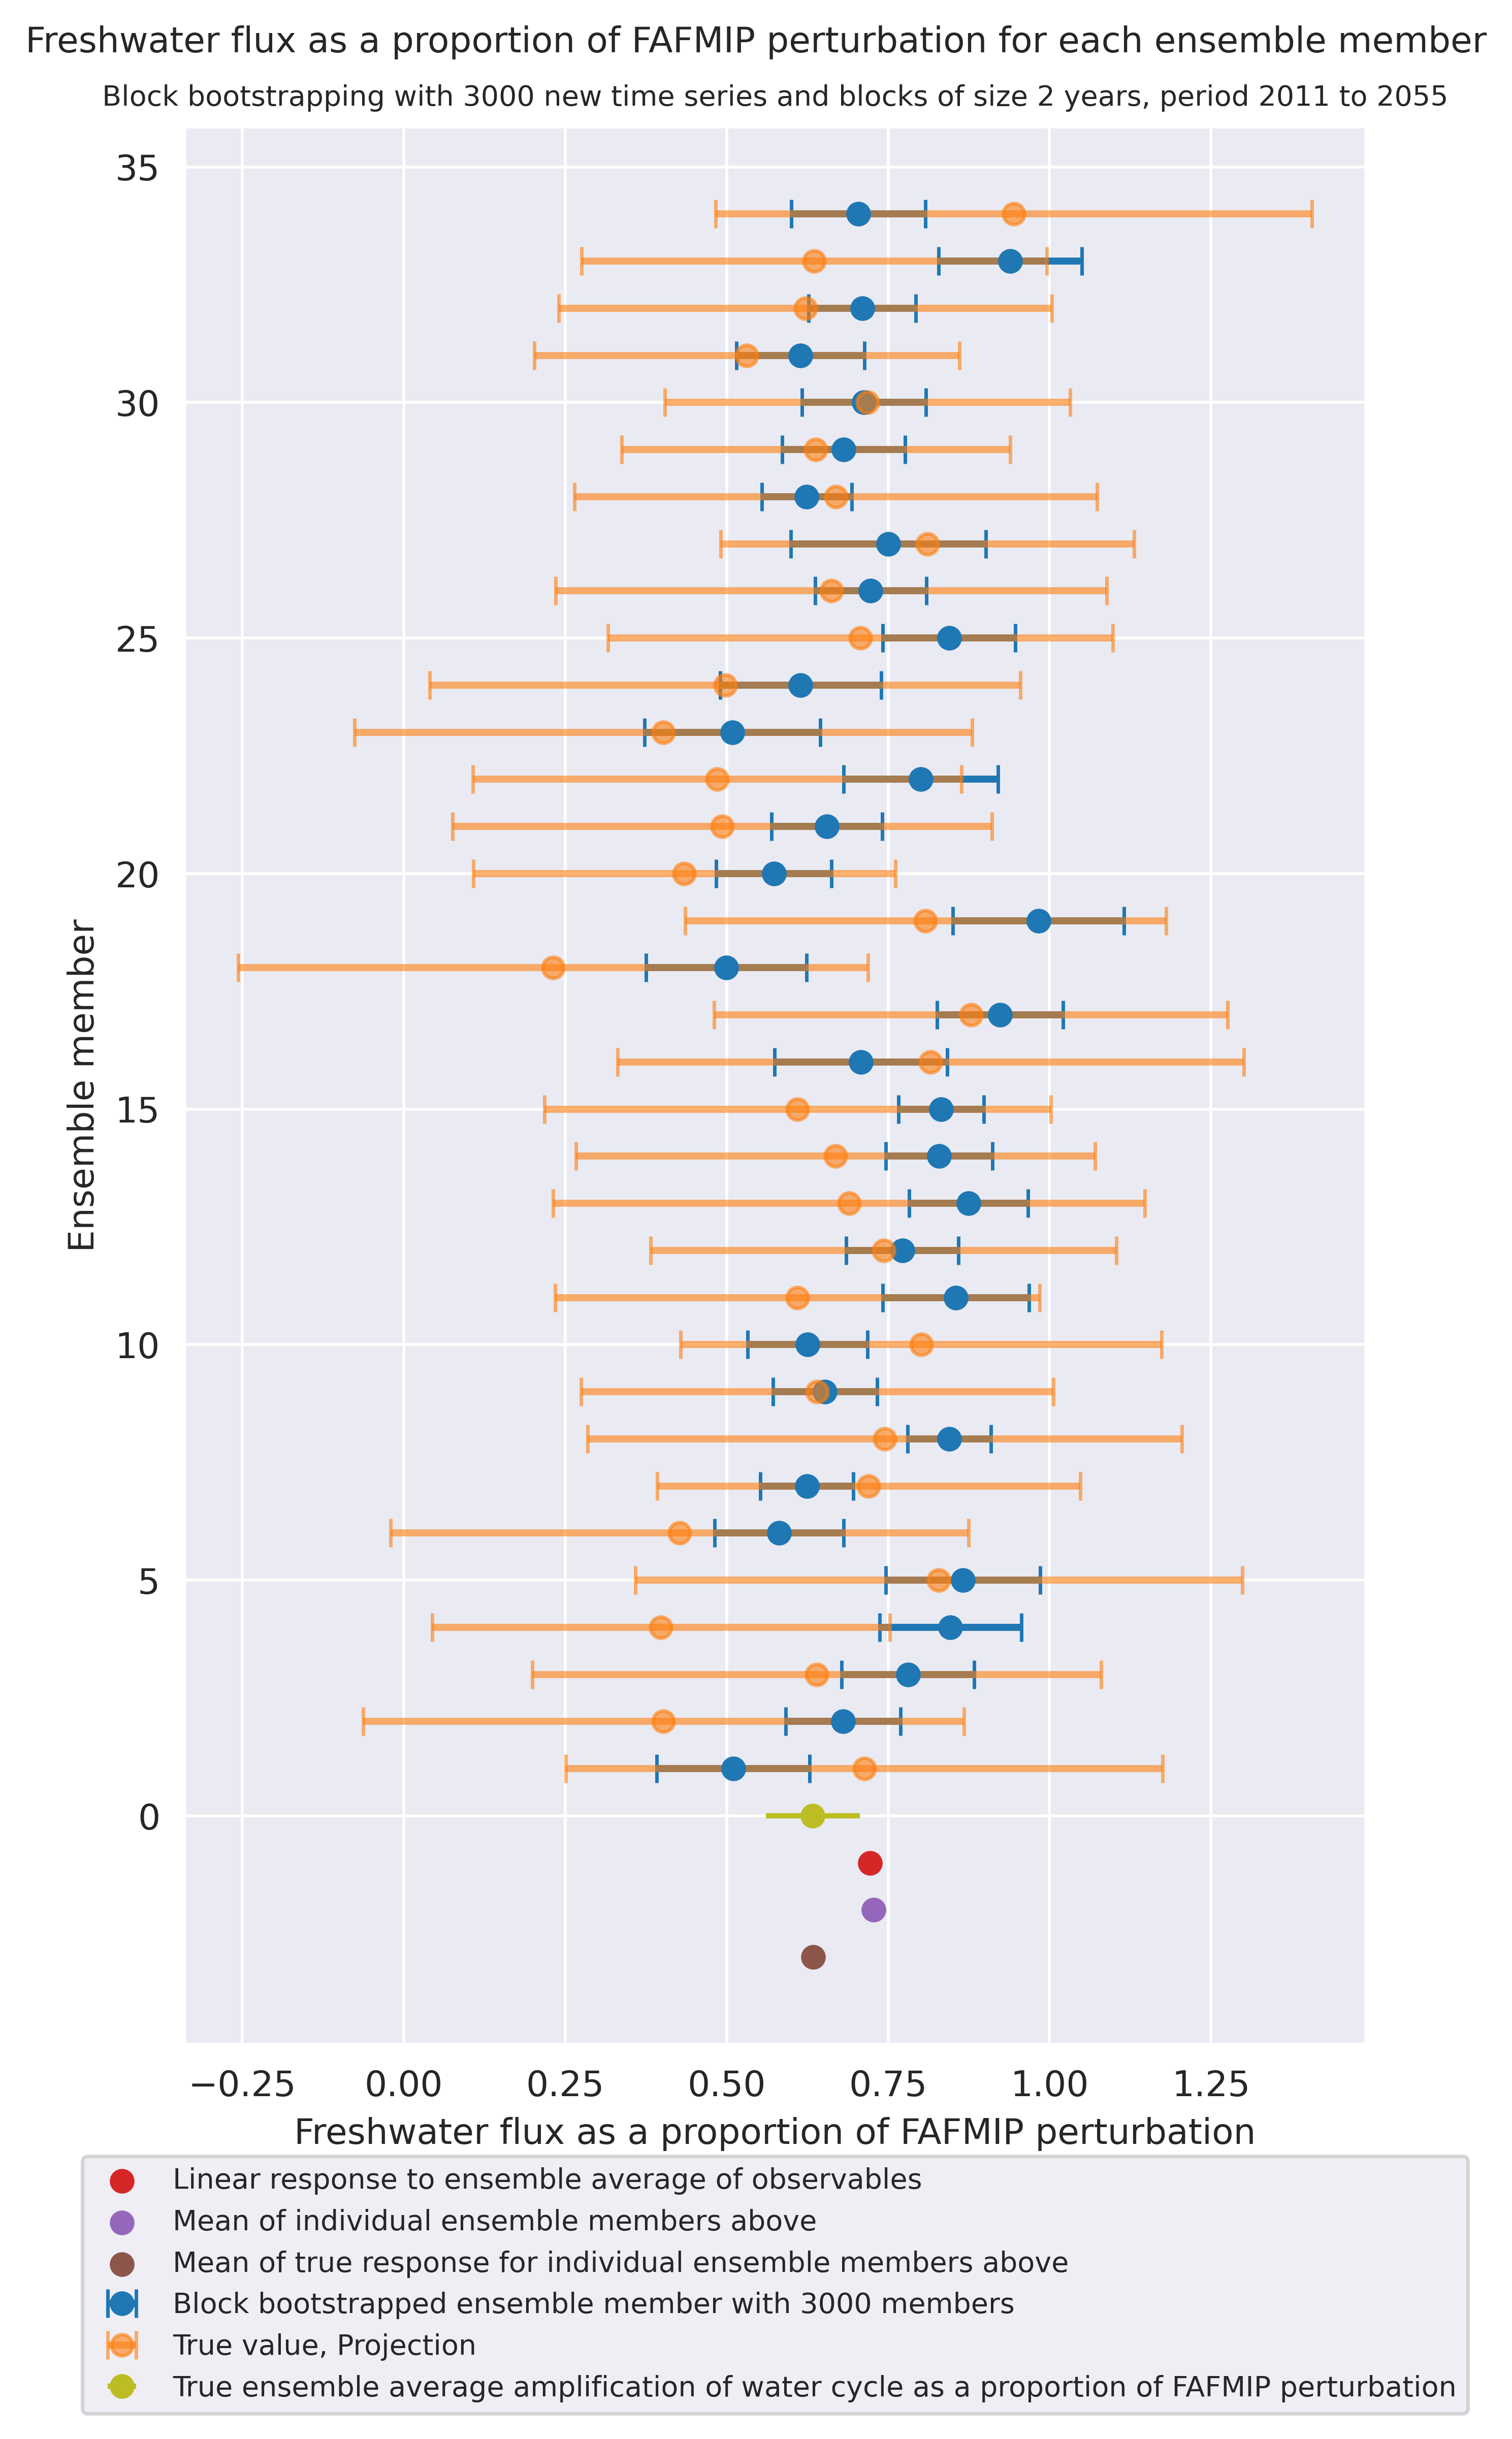 Freshwater flux as a proportion of FAFMIP perturbation for each ensemble member
Block bootstrapping with 3000 new time series and blocks of size 2 years, period 2011 to 2055
35
30
25
20
15
10
5
0
Ensemble member
−0.25 0.00 0.25 0.50 0.75 1.00 1.25
Freshwater flux as a proportion of FAFMIP perturbation
Linear response to ensemble average of observables
Mean of individual ensemble members above
Mean of true response for individual ensemble members above
Block bootstrapped ensemble member with 3000 members
True value, Projection
True ensemble average amplification of water cycle as a proportion of FAFMIP perturbation